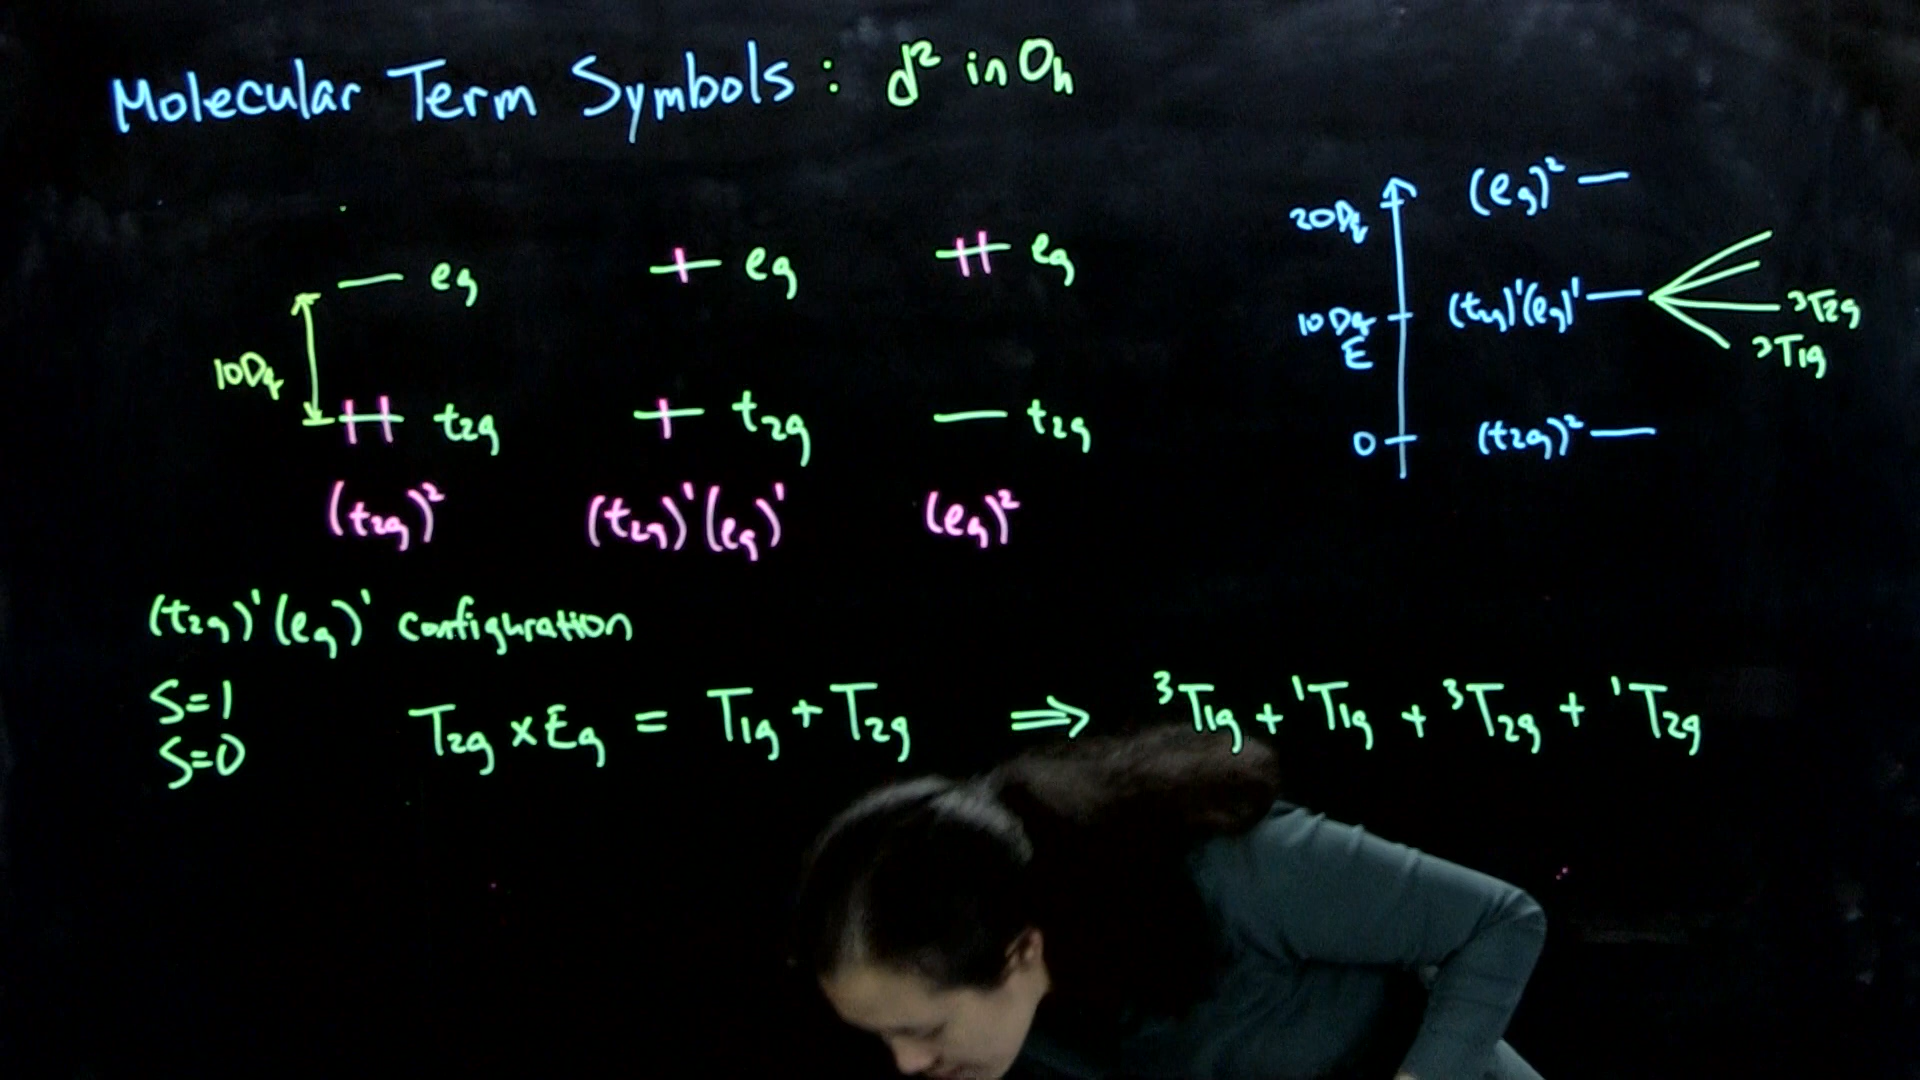 Molecular Term Symbols : d² in Oh
eg
eg
eg
10Dq
t2g
t2g
t2g
(t2g)²
(t2g)¹(eg)¹
(eg)²
20Dq
(eg)²
10Dq
(t2g)¹(eg)¹
³T2g
E
³T1g
0
(t2g)²
(t2g)¹(eg)¹ configuration
S=1
S=0
T2g × Eg = T1g + T2g ⇒ ³T1g + ¹T1g + ³T2g + ¹T2g